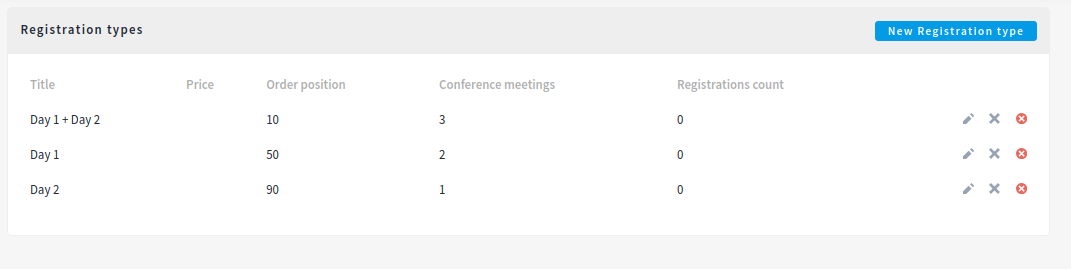 Registration types
New Registration type
Title Price Order position Conference meetings Registrations count
Day 1 + Day 2 10 3 0
Day 1 50 2 0
Day 2 90 1 0